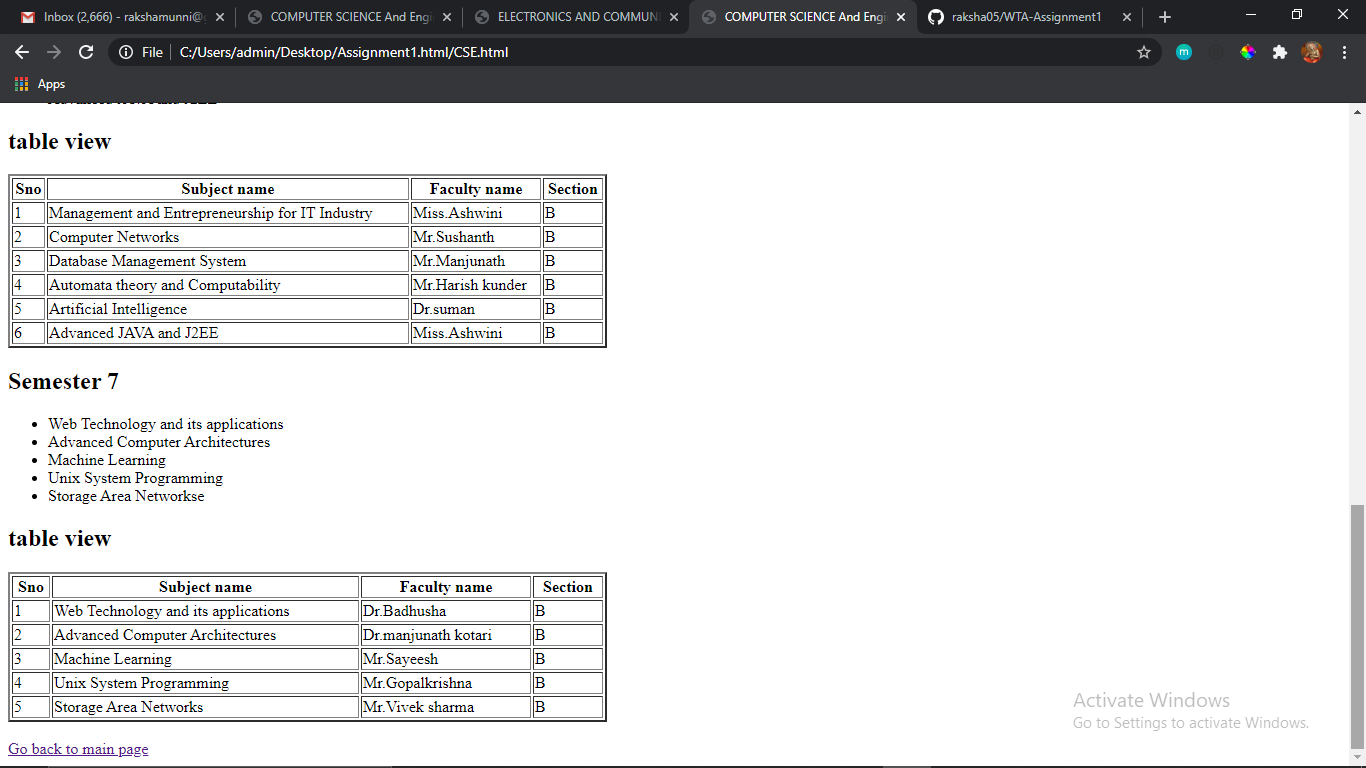 Inbox (2,666) - rakshamunni@g
COMPUTER SCIENCE And Engi
ELECTRONICS AND COMMUNI
COMPUTER SCIENCE And Engi
raksha05/WTA-Assignment1
File C:/Users/admin/Desktop/Assignment1.html/CSE.html
m
Apps
table view
Sno Subject name Faculty name Section
1 Management and Entrepreneurship for IT Industry Miss.Ashwini B
2 Computer Networks Mr.Sushanth B
3 Database Management System Mr.Manjunath B
4 Automata theory and Computability Mr.Harish kunder B
5 Artificial Intelligence Dr.suman B
6 Advanced JAVA and J2EE Miss.Ashwini B
Semester 7
• Web Technology and its applications
• Advanced Computer Architectures
• Machine Learning
• Unix System Programming
• Storage Area Networkse
table view
Sno Subject name Faculty name Section
1 Web Technology and its applications Dr.Badhusha B
2 Advanced Computer Architectures Dr.manjunath kotari B
3 Machine Learning Mr.Sayeesh B
4 Unix System Programming Mr.Gopalkrishna B
5 Storage Area Networks Mr.Vivek sharma B
Go back to main page
Activate Windows
Go to Settings to activate Windows.